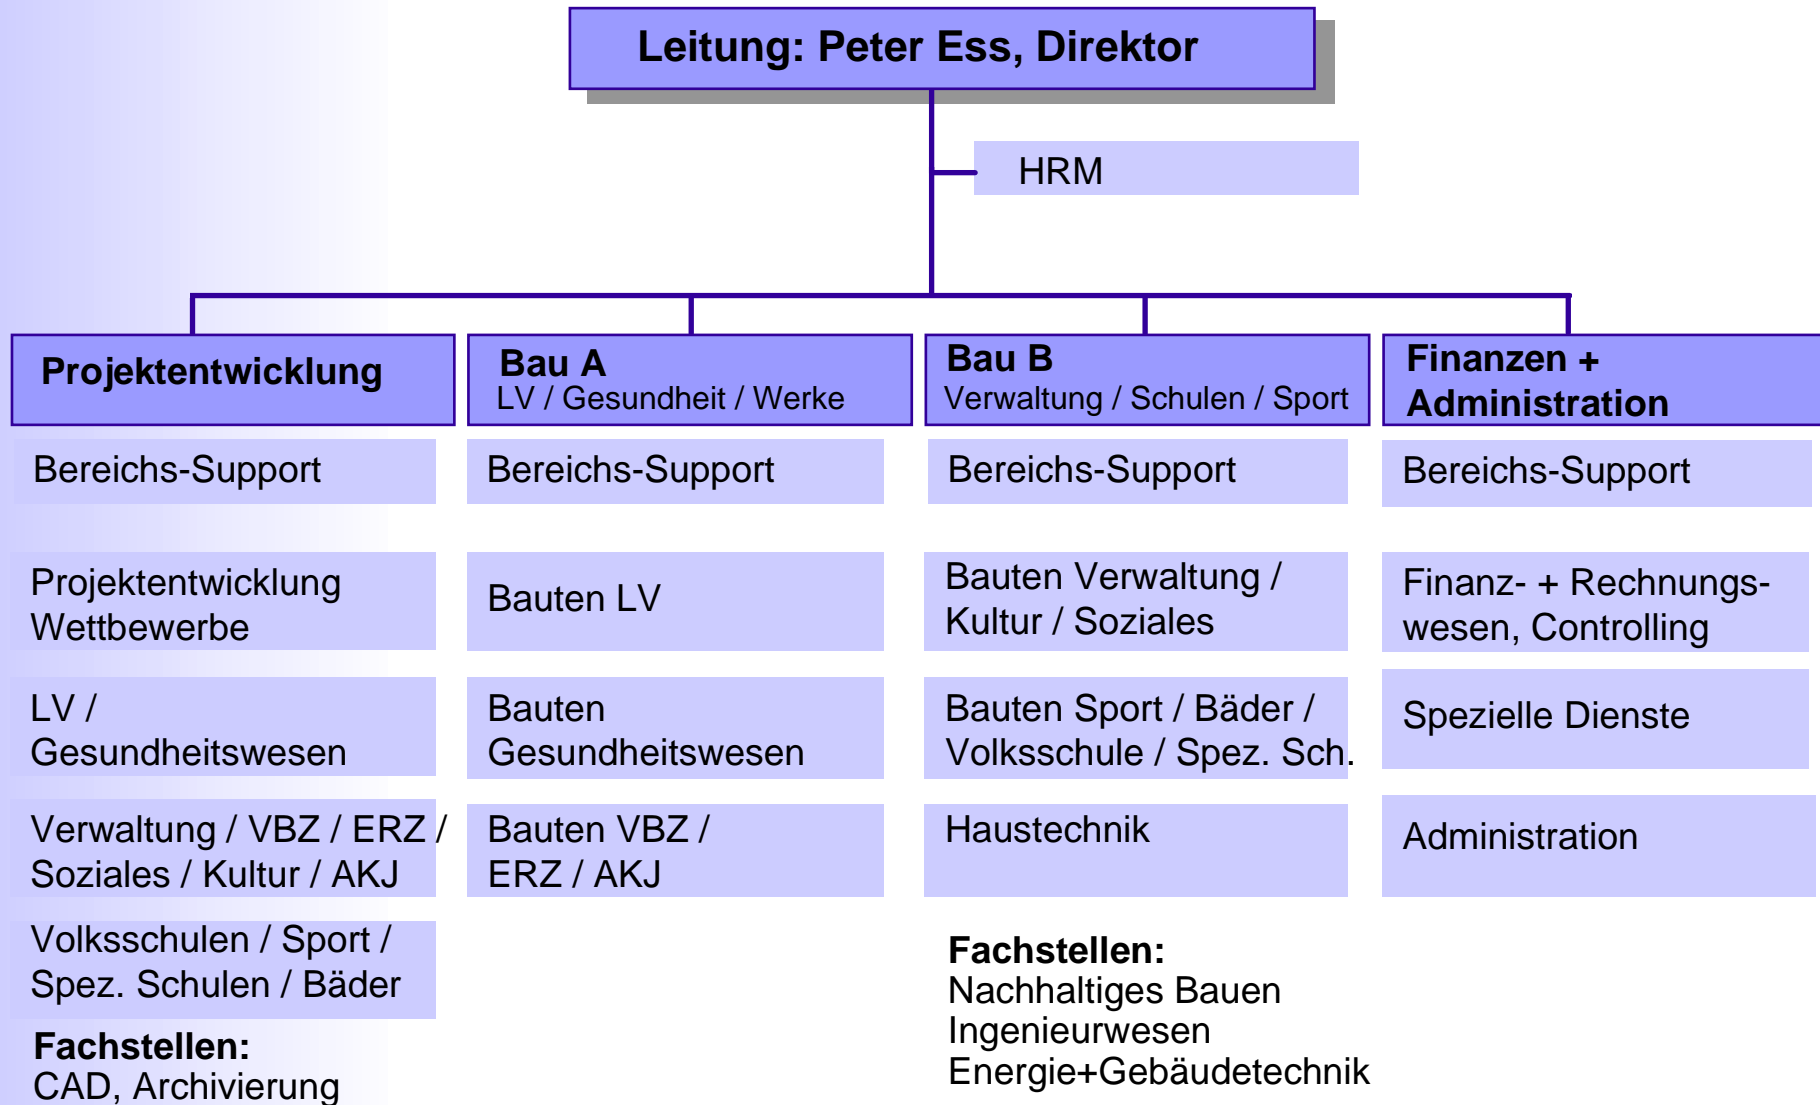 Leitung: Peter Ess, Direktor
HRM
Projektentwicklung
Bereichs-Support
Projektentwicklung
Wettbewerbe
LV /
Gesundheitswesen
Verwaltung / VBZ / ERZ /
Soziales / Kultur / AKJ
Volksschulen / Sport /
Spez. Schulen / Bäder
Fachstellen:
CAD, Archivierung
Bau A
LV / Gesundheit / Werke
Bereichs-Support
Bauten LV
Bauten
Gesundheitswesen
Bauten VBZ /
ERZ / AKJ
Bau B
Verwaltung / Schulen / Sport
Bereichs-Support
Bauten Verwaltung /
Kultur / Soziales
Bauten Sport / Bäder /
Volksschule / Spez. Sch.
Haustechnik
Fachstellen:
Nachhaltiges Bauen
Ingenieurwesen
Energie+Gebäudetechnik
Finanzen +
Administration
Bereichs-Support
Finanz- + Rechnungs-
wesen, Controlling
Spezielle Dienste
Administration